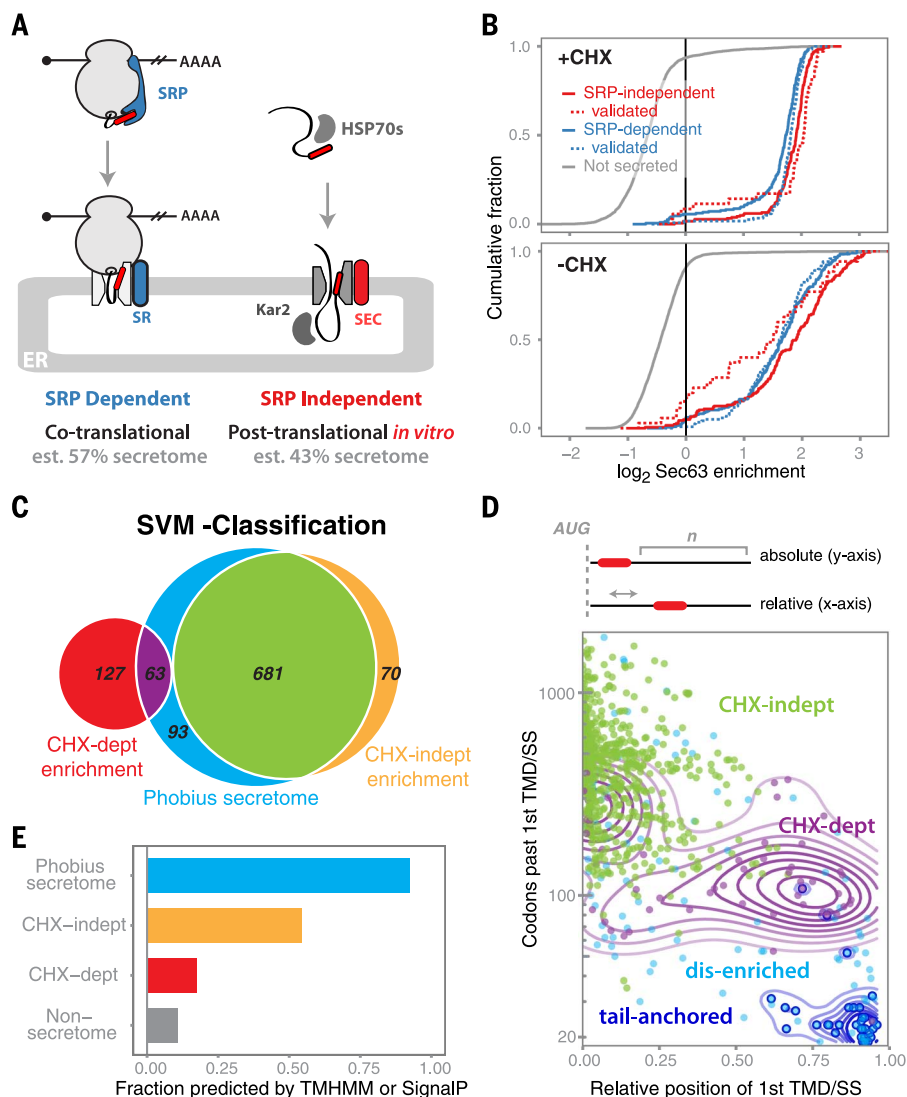 A
AAAA
SRP
HSP70s
AAAA
Kar2
SR
SEC
ER
SRP Dependent
SRP Independent
Co-translational
Post-translational in vitro
est. 57% secretome
est. 43% secretome
B
+CHX
SRP-independent
validated
SRP-dependent
validated
Not secreted
1.0
0.5
0.0
-CHX
1.0
0.5
0.0
Cumulative fraction
−2 −1 0 1 2 3
log2 Sec63 enrichment
C
SVM -Classification
127 63 681 70
93
CHX-dept
enrichment
CHX-indept
enrichment
Phobius secretome
D
AUG
n
absolute (y-axis)
relative (x-axis)
1000
100
20
Codons past 1st TMD/SS
CHX-indept
CHX-dept
dis-enriched
tail-anchored
0.00 0.25 0.50 0.75 1.00
Relative position of 1st TMD/SS
E
Phobius
secretome
CHX−indept
CHX−dept
Non−
secretome
0.00 0.25 0.50 0.75 1.00
Fraction predicted by TMHMM or SignalP